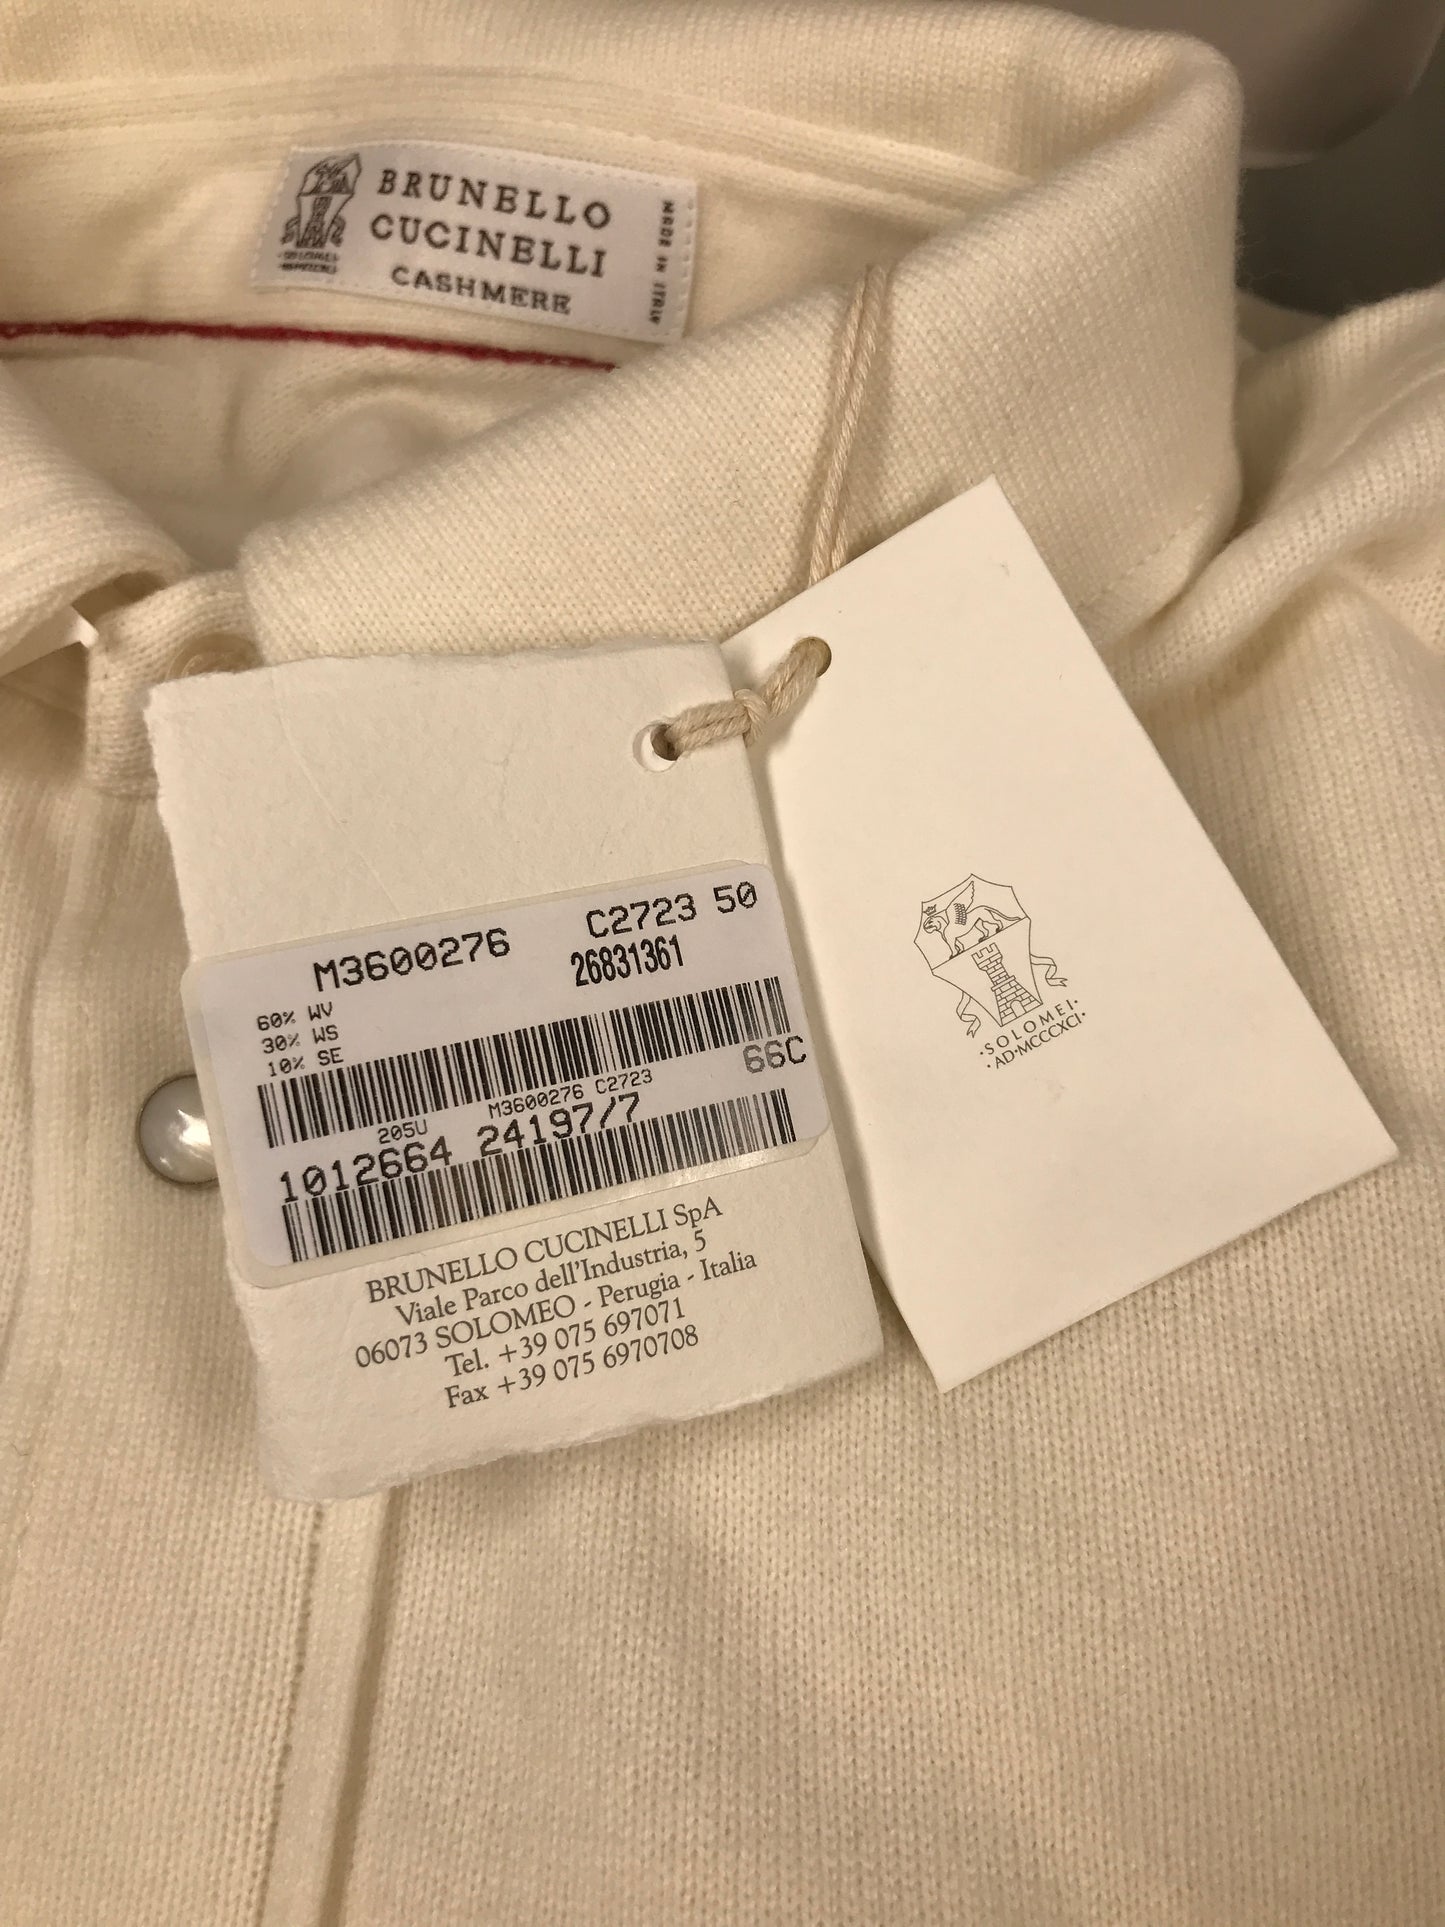 BRUNELLO
CUCINELLI
CASHMERE
MADE IN ITALY
M3600276 C2723 50
26831361
60% WV
30% WS
10% SE
66C
M3600276 C2723
205U
1012664 24197/7
BRUNELLO CUCINELLI SpA
Viale Parco dell'Industria, 5
06073 SOLOMEO - Perugia - Italia
Tel. +39 075 697071
Fax +39 075 6970708
·SOLOMEI·
·AD·MCCCXCI·